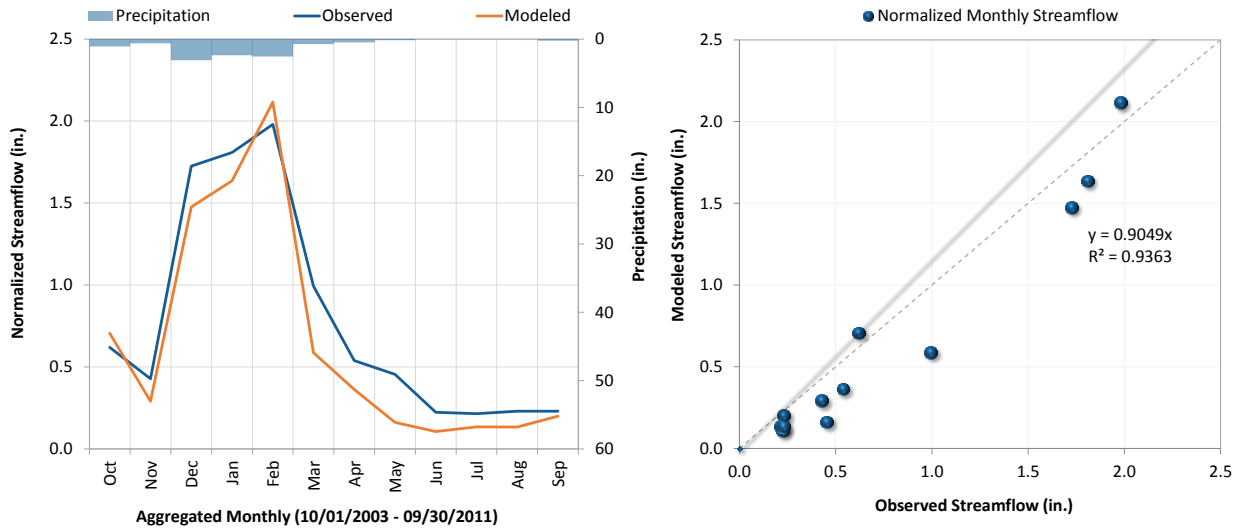 Precipitation Observed Modeled
2.5
2.0
1.5
1.0
0.5
0.0
Normalized Streamflow (in.)
0
10
20
30
40
50
60
Precipitation (in.)
Oct Nov Dec Jan Feb Mar Apr May Jun Jul Aug Sep
Aggregated Monthly (10/01/2003 - 09/30/2011)
Normalized Monthly Streamflow
2.5
2.0
1.5
1.0
0.5
0.0
Modeled Streamflow (in.)
y = 0.9049x
R² = 0.9363
0.0 0.5 1.0 1.5 2.0 2.5
Observed Streamflow (in.)